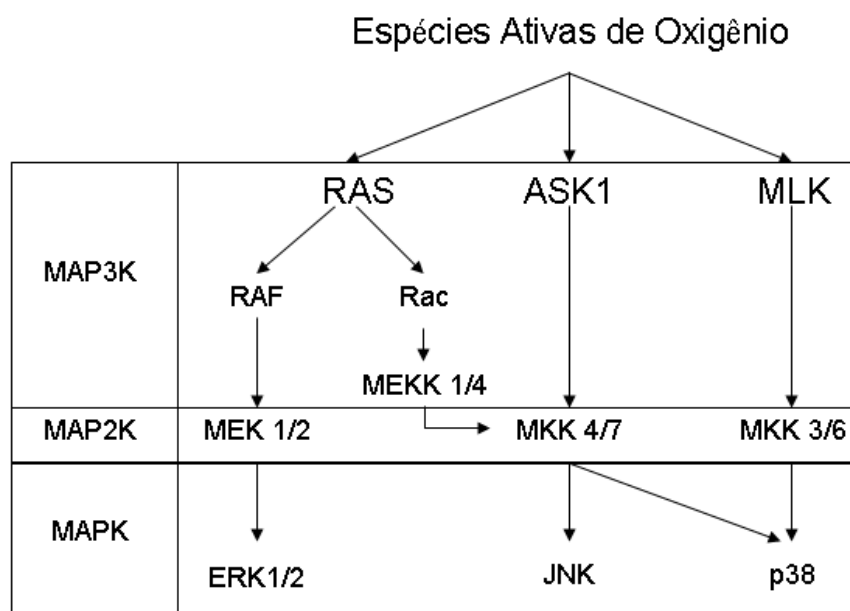 Espécies Ativas de Oxigênio
RAS ASK1 MLK
MAP3K
RAF Rac
MEKK 1/4
MAP2K MEK 1/2 MKK 4/7 MKK 3/6
MAPK
ERK1/2 JNK p38